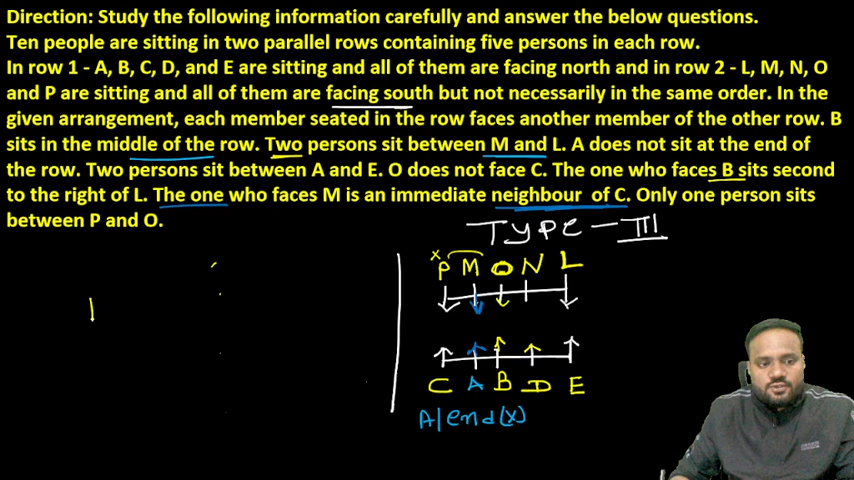 Direction: Study the following information carefully and answer the below questions.
Ten people are sitting in two parallel rows containing five persons in each row.
In row 1 - A, B, C, D, and E are sitting and all of them are facing north and in row 2 - L, M, N, O
and P are sitting and all of them are facing south but not necessarily in the same order. In the
given arrangement, each member seated in the row faces another member of the other row. B
sits in the middle of the row. Two persons sit between M and L. A does not sit at the end of
the row. Two persons sit between A and E. O does not face C. The one who faces B sits second
to the right of L. The one who faces M is an immediate neighbour of C. Only one person sits
between P and O.
TYPE-III
x
P M O N L
C A B D E
A/end(x)